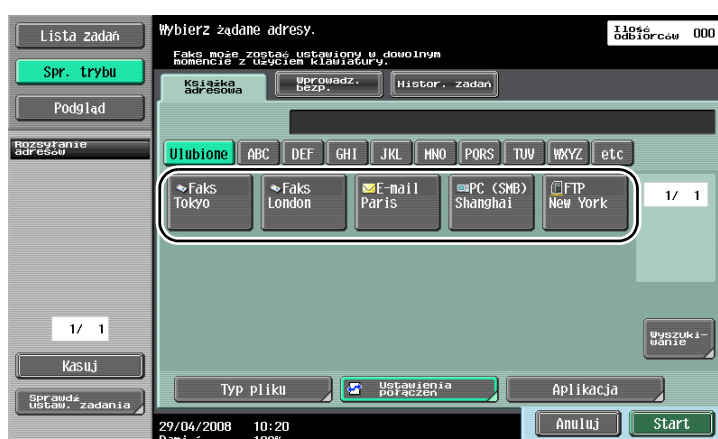 Lista zadań
Spr. trybu
Podgląd
Rozsyłanie
adresów
1/ 1
Kasuj
Sprawdź
ustaw. zadania
Wybierz żądane adresy.
Ilość
odbiorców 000
Faks może zostać ustawiony w dowolnym
momencie z użyciem klawiatury.
Książka
adresowa
Wprowadz.
bezp.
Histor. zadań
Ulubione ABC DEF GHI JKL MNO PQRS TUV WXYZ etc
Faks
Tokyo
Faks
London
E-mail
Paris
PC (SMB)
Shanghai
FTP
New York
1/ 1
Wyszuki-
wanie
Typ pliku
Ustawienia
połączeń
Aplikacja
29/04/2008 10:20
Anuluj
Start